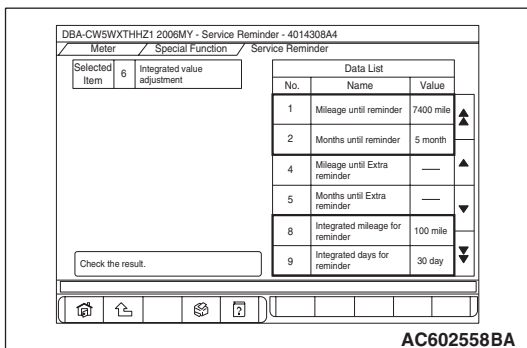 DBA-CW5WXTHHZ1 2006MY - Service Reminder - 4014308A4
Meter / Special Function / Service Reminder
Selected Item 6 Integrated value adjustment
Data List
No. Name Value
1 Mileage until reminder 7400 mile
2 Months until reminder 5 month
4 Mileage until Extra reminder —
5 Months until Extra reminder —
8 Integrated mileage for reminder 100 mile
9 Integrated days for reminder 30 day
Check the result.
?
AC602558BA